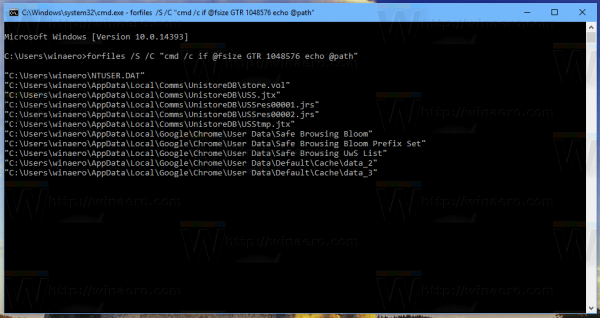 C:\Windows\system32\cmd.exe - forfiles /S /C "cmd /c if @fsize GTR 1048576 echo @path"
Microsoft Windows [Version 10.0.14393]
C:\Users\winaero>forfiles /S /C "cmd /c if @fsize GTR 1048576 echo @path"
"C:\Users\winaero\NTUSER.DAT"
"C:\Users\winaero\AppData\Local\Comms\UnistoreDB\store.vol"
"C:\Users\winaero\AppData\Local\Comms\UnistoreDB\USS.jtx"
"C:\Users\winaero\AppData\Local\Comms\UnistoreDB\USSres00001.jrs"
"C:\Users\winaero\AppData\Local\Comms\UnistoreDB\USSres00002.jrs"
"C:\Users\winaero\AppData\Local\Comms\UnistoreDB\USStmp.jtx"
"C:\Users\winaero\AppData\Local\Google\Chrome\User Data\Safe Browsing Bloom"
"C:\Users\winaero\AppData\Local\Google\Chrome\User Data\Safe Browsing Bloom Prefix Set"
"C:\Users\winaero\AppData\Local\Google\Chrome\User Data\Safe Browsing UwS List"
"C:\Users\winaero\AppData\Local\Google\Chrome\User Data\Default\Cache\data_2"
"C:\Users\winaero\AppData\Local\Google\Chrome\User Data\Default\Cache\data_3"
http://winaero.com
http://winaero.com